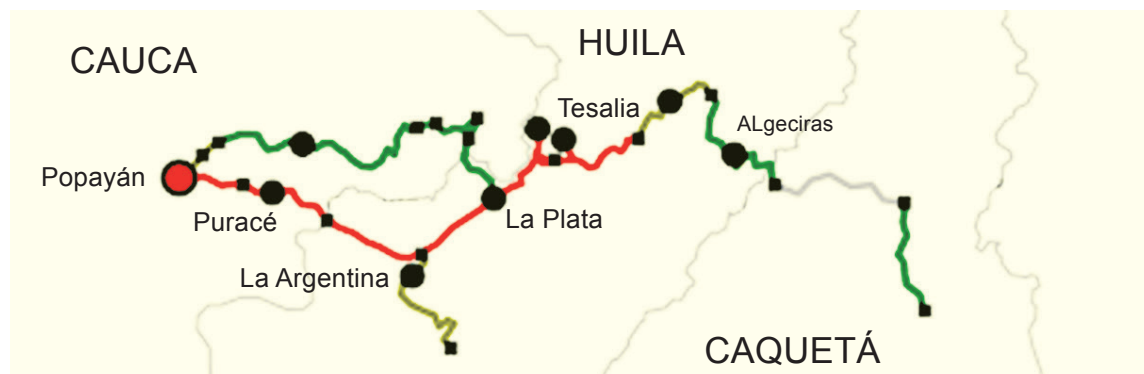 HUILA
CAUCA
Tesalia
ALgeciras
Popayán
Puracé
La Plata
La Argentina
CAQUETÁ